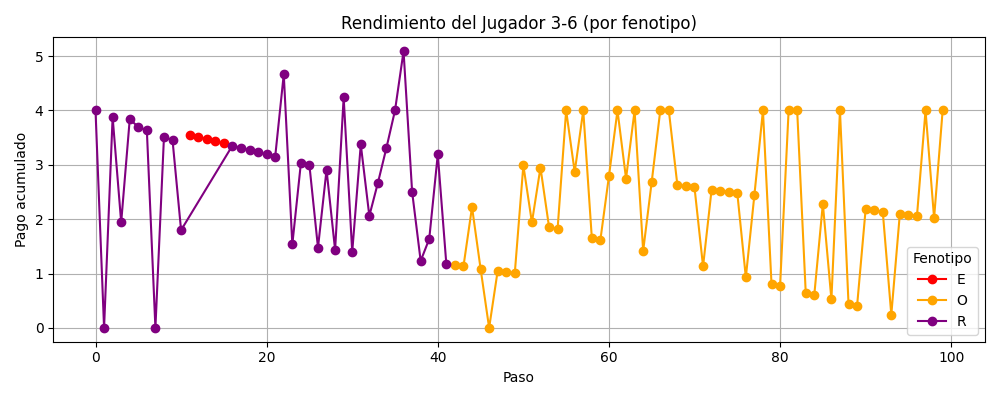 Rendimiento del Jugador 3-6 (por fenotipo)
Pago acumulado
5
4
3
2
1
0
0
20
40
60
80
100
Paso
Fenotipo
E
O
R